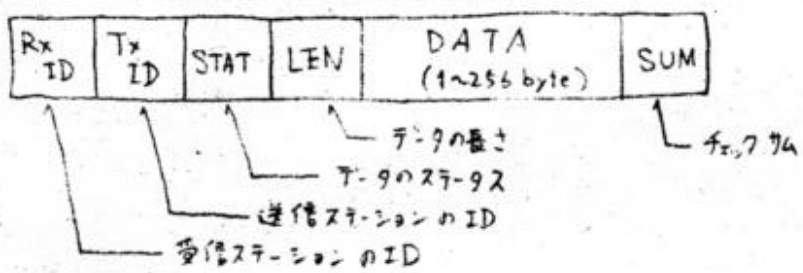 Rx ID
Tx ID
STAT
LEN
DATA
(1~256 byte)
SUM
データの長さ
チェックサム
データのステータス
送信ステーションのID
受信ステーションのID